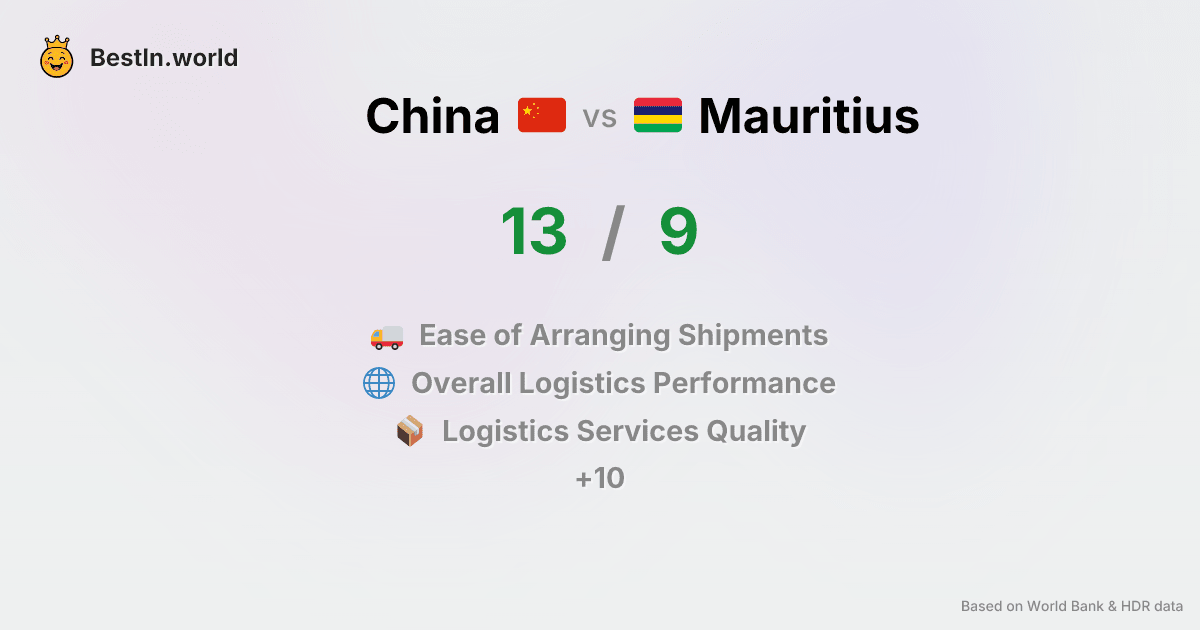 BestIn.world
China vs Mauritius
13 / 9
Ease of Arranging Shipments
Overall Logistics Performance
Logistics Services Quality
+10
Based on World Bank & HDR data